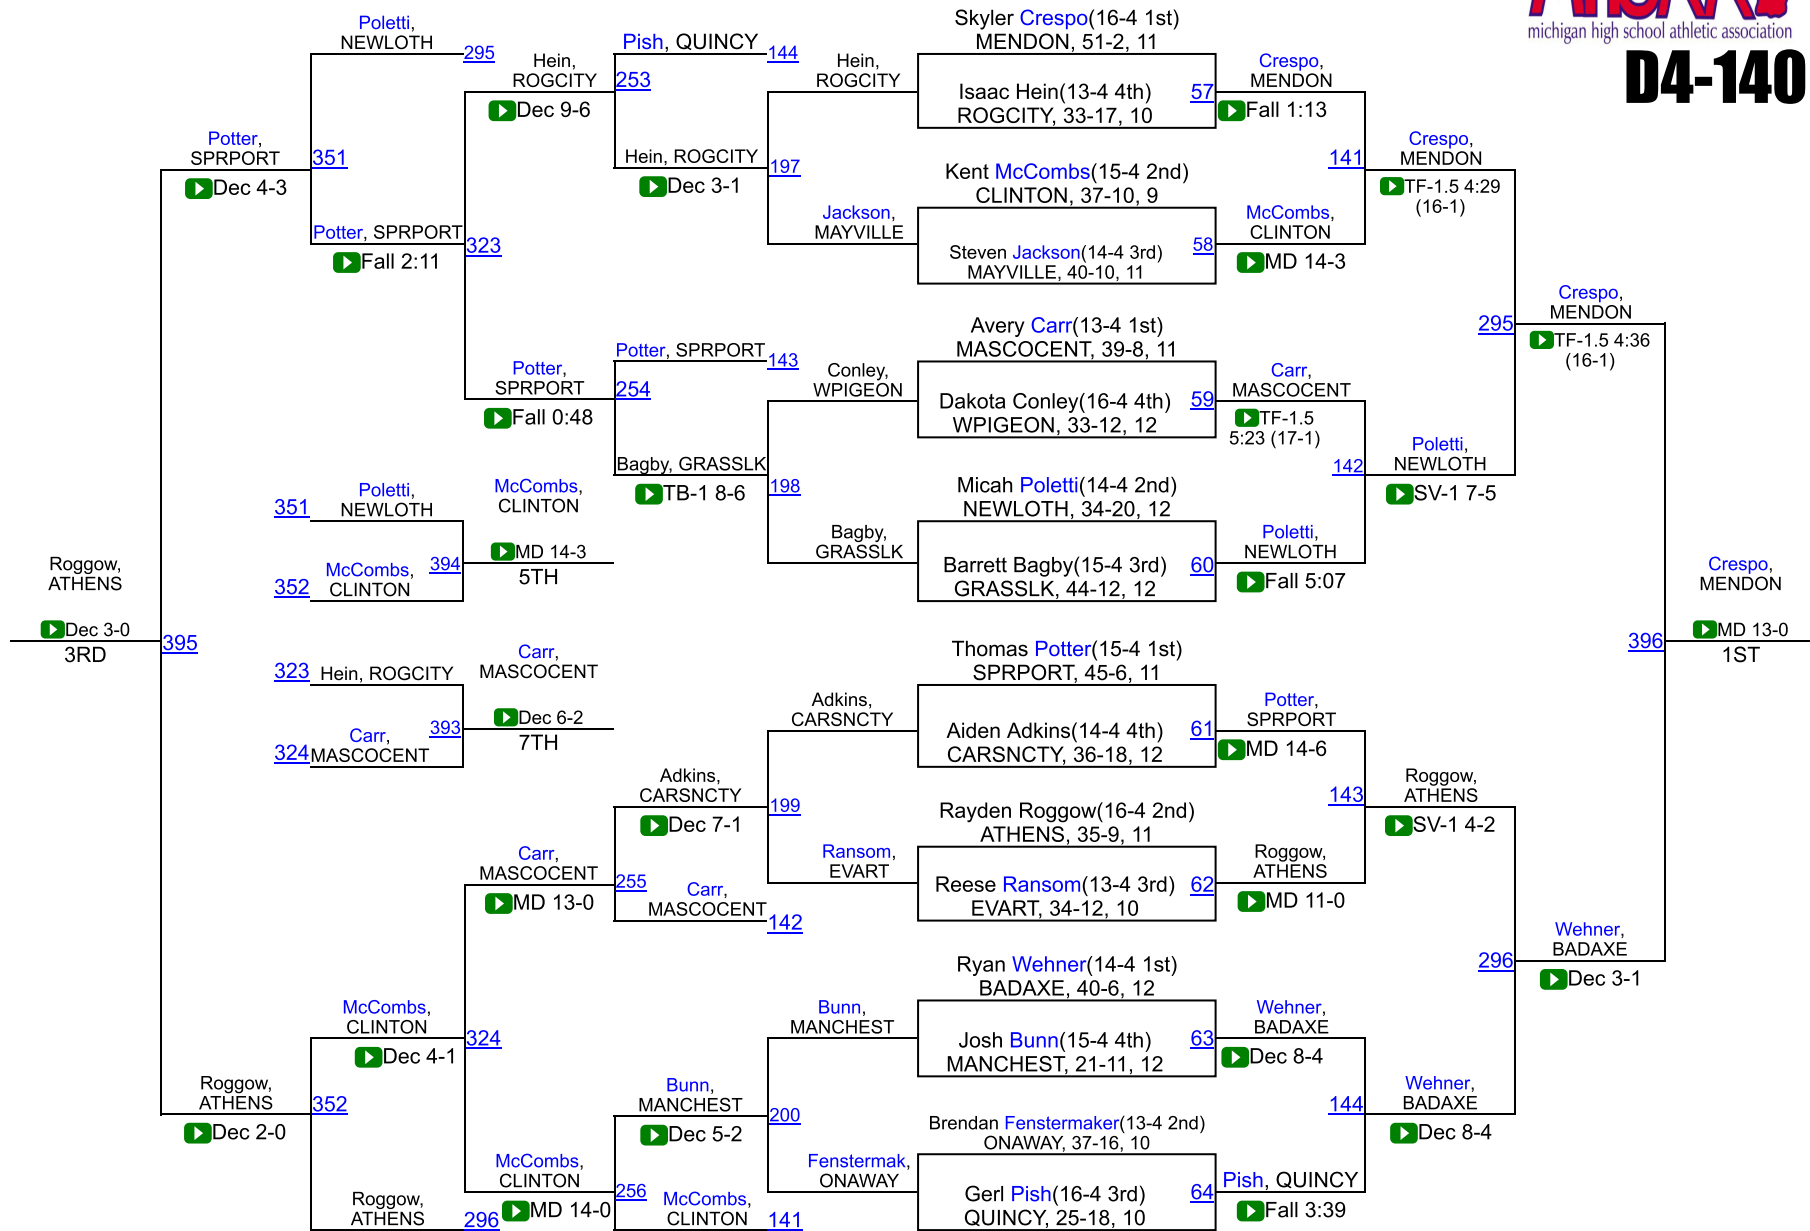 michigan high school athletic association
D4-140
Poletti,
NEWLOTH
295
Potter,
SPRPORT
Dec 4-3
351
Potter, SPRPORT
Fall 2:11
323
Hein,
ROGCITY
Dec 9-6
253
Pish, QUINCY
144
Hein, ROGCITY
Dec 3-1
197
Hein,
ROGCITY
Jackson,
MAYVILLE
Potter,
SPRPORT
Fall 0:48
254
Potter, SPRPORT
143
Bagby, GRASSLK
TB-1 8-6
198
Conley,
WPIGEON
Bagby,
GRASSLK
351
Poletti,
NEWLOTH
352
McCombs,
CLINTON
394
McCombs,
CLINTON
MD 14-3
5TH
Roggow,
ATHENS
Dec 3-0
3RD
395
323
Hein, ROGCITY
324
Carr,
MASCOCENT
393
Carr,
MASCOCENT
Dec 6-2
7TH
Adkins,
CARSNCTY
Dec 7-1
199
Adkins,
CARSNCTY
Ransom,
EVART
Carr,
MASCOCENT
MD 13-0
255
Carr,
MASCOCENT
142
McCombs,
CLINTON
Dec 4-1
324
Roggow,
ATHENS
Dec 2-0
352
Roggow,
ATHENS
296
McCombs,
CLINTON
MD 14-0
256
Bunn,
MANCHEST
Dec 5-2
200
McCombs,
CLINTON
141
Bunn,
MANCHEST
Fenstermak,
ONAWAY
Skyler Crespo(16-4 1st)
MENDON, 51-2, 11
Isaac Hein(13-4 4th)
ROGCITY, 33-17, 10
57
Crespo,
MENDON
Fall 1:13
Kent McCombs(15-4 2nd)
CLINTON, 37-10, 9
Steven Jackson(14-4 3rd)
MAYVILLE, 40-10, 11
58
McCombs,
CLINTON
MD 14-3
141
Crespo,
MENDON
TF-1.5 4:29
(16-1)
Avery Carr(13-4 1st)
MASCOCENT, 39-8, 11
Dakota Conley(16-4 4th)
WPIGEON, 33-12, 12
59
Carr,
MASCOCENT
TF-1.5
5:23 (17-1)
Micah Poletti(14-4 2nd)
NEWLOTH, 34-20, 12
Barrett Bagby(15-4 3rd)
GRASSLK, 44-12, 12
60
Poletti,
NEWLOTH
Fall 5:07
142
Poletti,
NEWLOTH
SV-1 7-5
295
Crespo,
MENDON
TF-1.5 4:36
(16-1)
Thomas Potter(15-4 1st)
SPRPORT, 45-6, 11
Aiden Adkins(14-4 4th)
CARSNCTY, 36-18, 12
61
Potter,
SPRPORT
MD 14-6
Rayden Roggow(16-4 2nd)
ATHENS, 35-9, 11
Reese Ransom(13-4 3rd)
EVART, 34-12, 10
62
Roggow,
ATHENS
MD 11-0
143
Roggow,
ATHENS
SV-1 4-2
Ryan Wehner(14-4 1st)
BADAXE, 40-6, 12
Josh Bunn(15-4 4th)
MANCHEST, 21-11, 12
63
Wehner,
BADAXE
Dec 8-4
Brendan Fenstermaker(13-4 2nd)
ONAWAY, 37-16, 10
Gerl Pish(16-4 3rd)
QUINCY, 25-18, 10
64
Pish, QUINCY
Fall 3:39
144
Wehner,
BADAXE
Dec 8-4
296
Wehner,
BADAXE
Dec 3-1
396
Crespo,
MENDON
MD 13-0
1ST